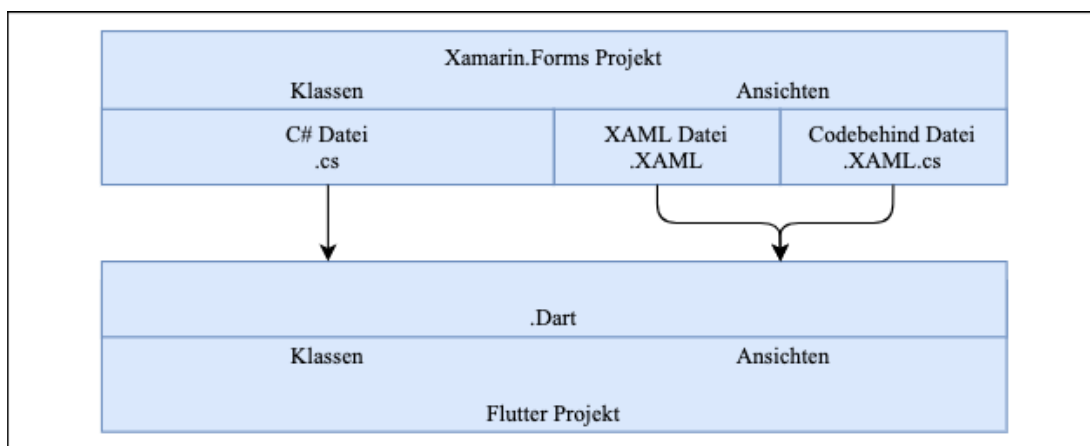 Xamarin.Forms Projekt
Klassen
Ansichten
C# Datei
.cs
XAML Datei
.XAML
Codebehind Datei
.XAML.cs
.Dart
Klassen
Ansichten
Flutter Projekt